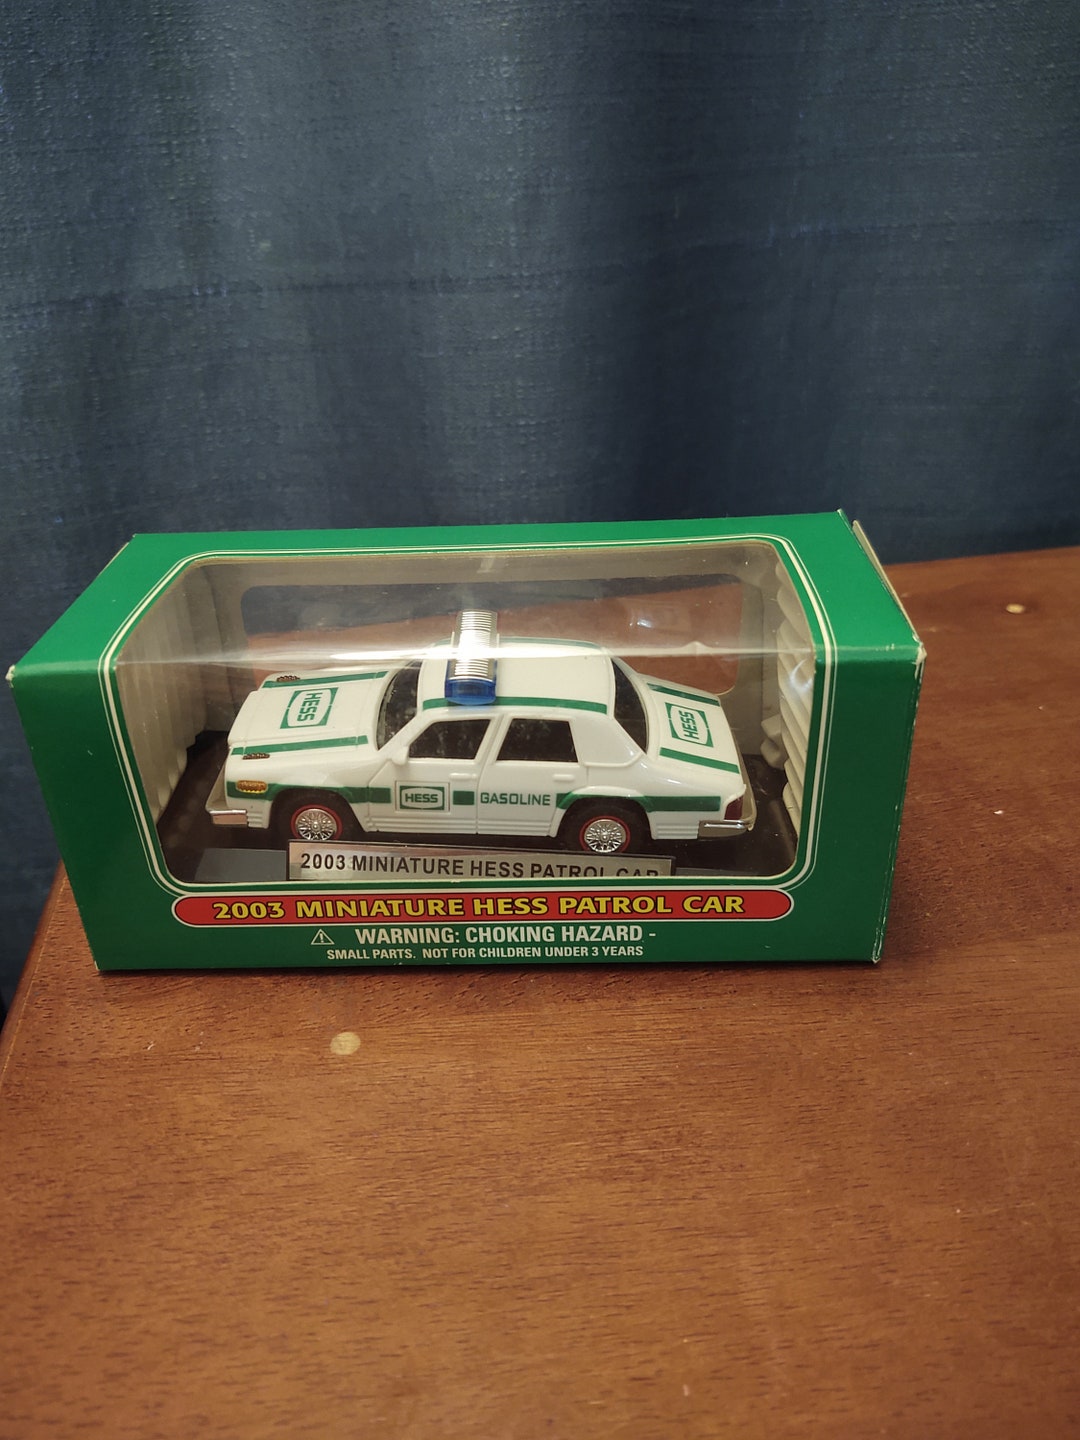 HESS
HESS
HESS
GASOLINE
2003 MINIATURE HESS PATROL CAR
2003 MINIATURE HESS PATROL CAR
WARNING: CHOKING HAZARD -
SMALL PARTS. NOT FOR CHILDREN UNDER 3 YEARS